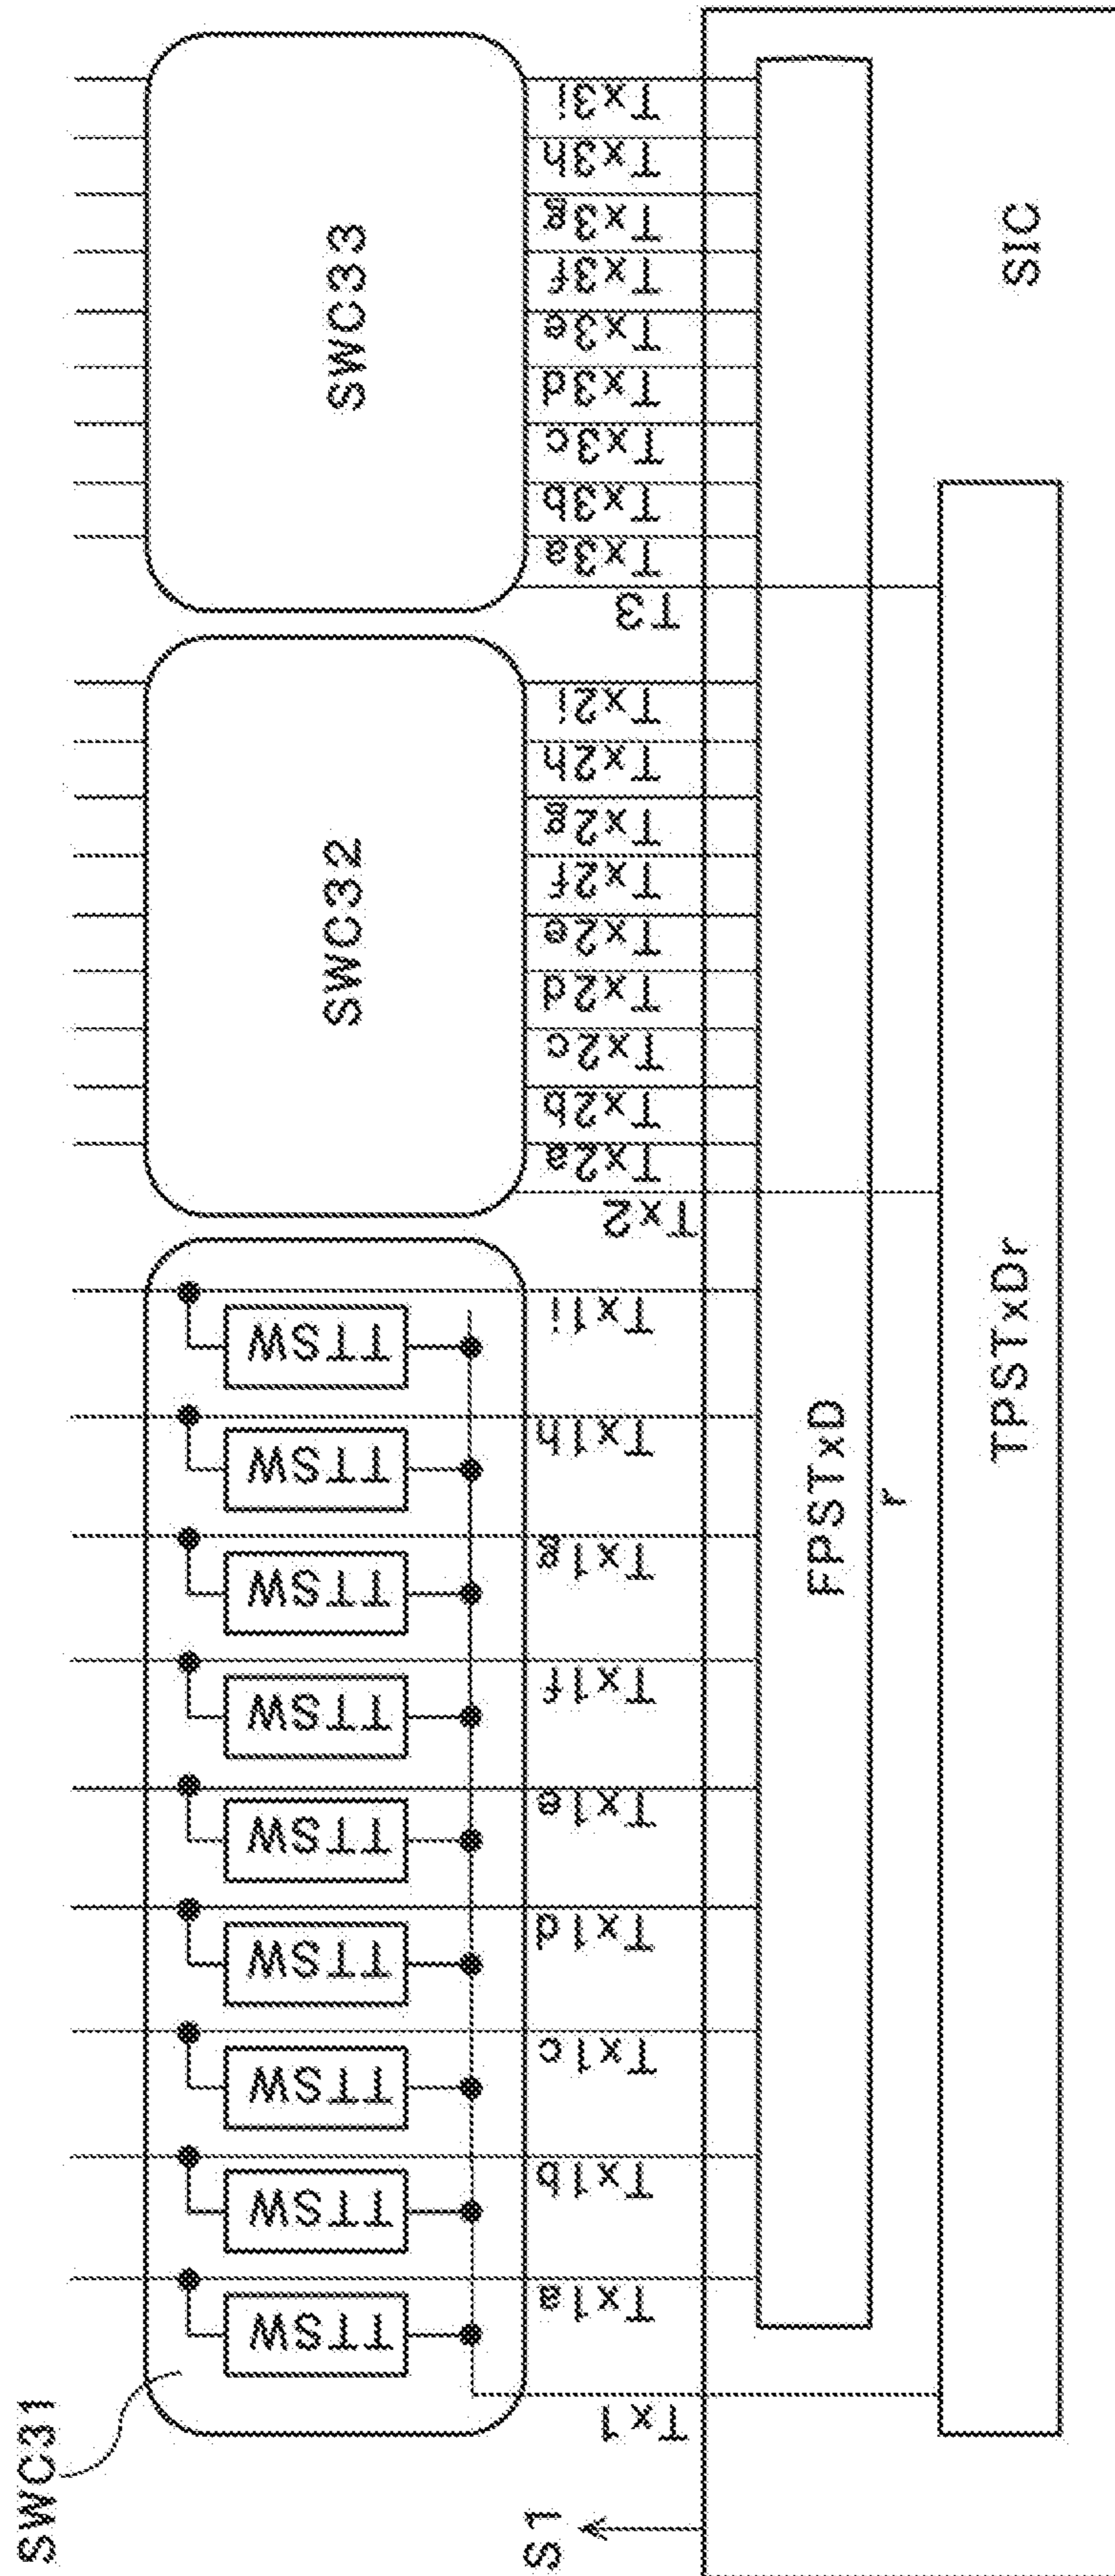 SWC31
SWC32
SWC33
TTSW
TTSW
TTSW
TTSW
TTSW
TTSW
TTSW
TTSW
TTSW
S1
Tx1
Tx1a
Tx1b
Tx1c
Tx1d
Tx1e
Tx1f
Tx1g
Tx1h
Tx1i
Tx2
Tx2a
Tx2b
Tx2c
Tx2d
Tx2e
Tx2f
Tx2g
Tx2h
Tx2i
T3
Tx3a
Tx3b
Tx3c
Tx3d
Tx3e
Tx3f
Tx3g
Tx3h
Tx3i
FPSTxD
r
TPSTxDr
SIC